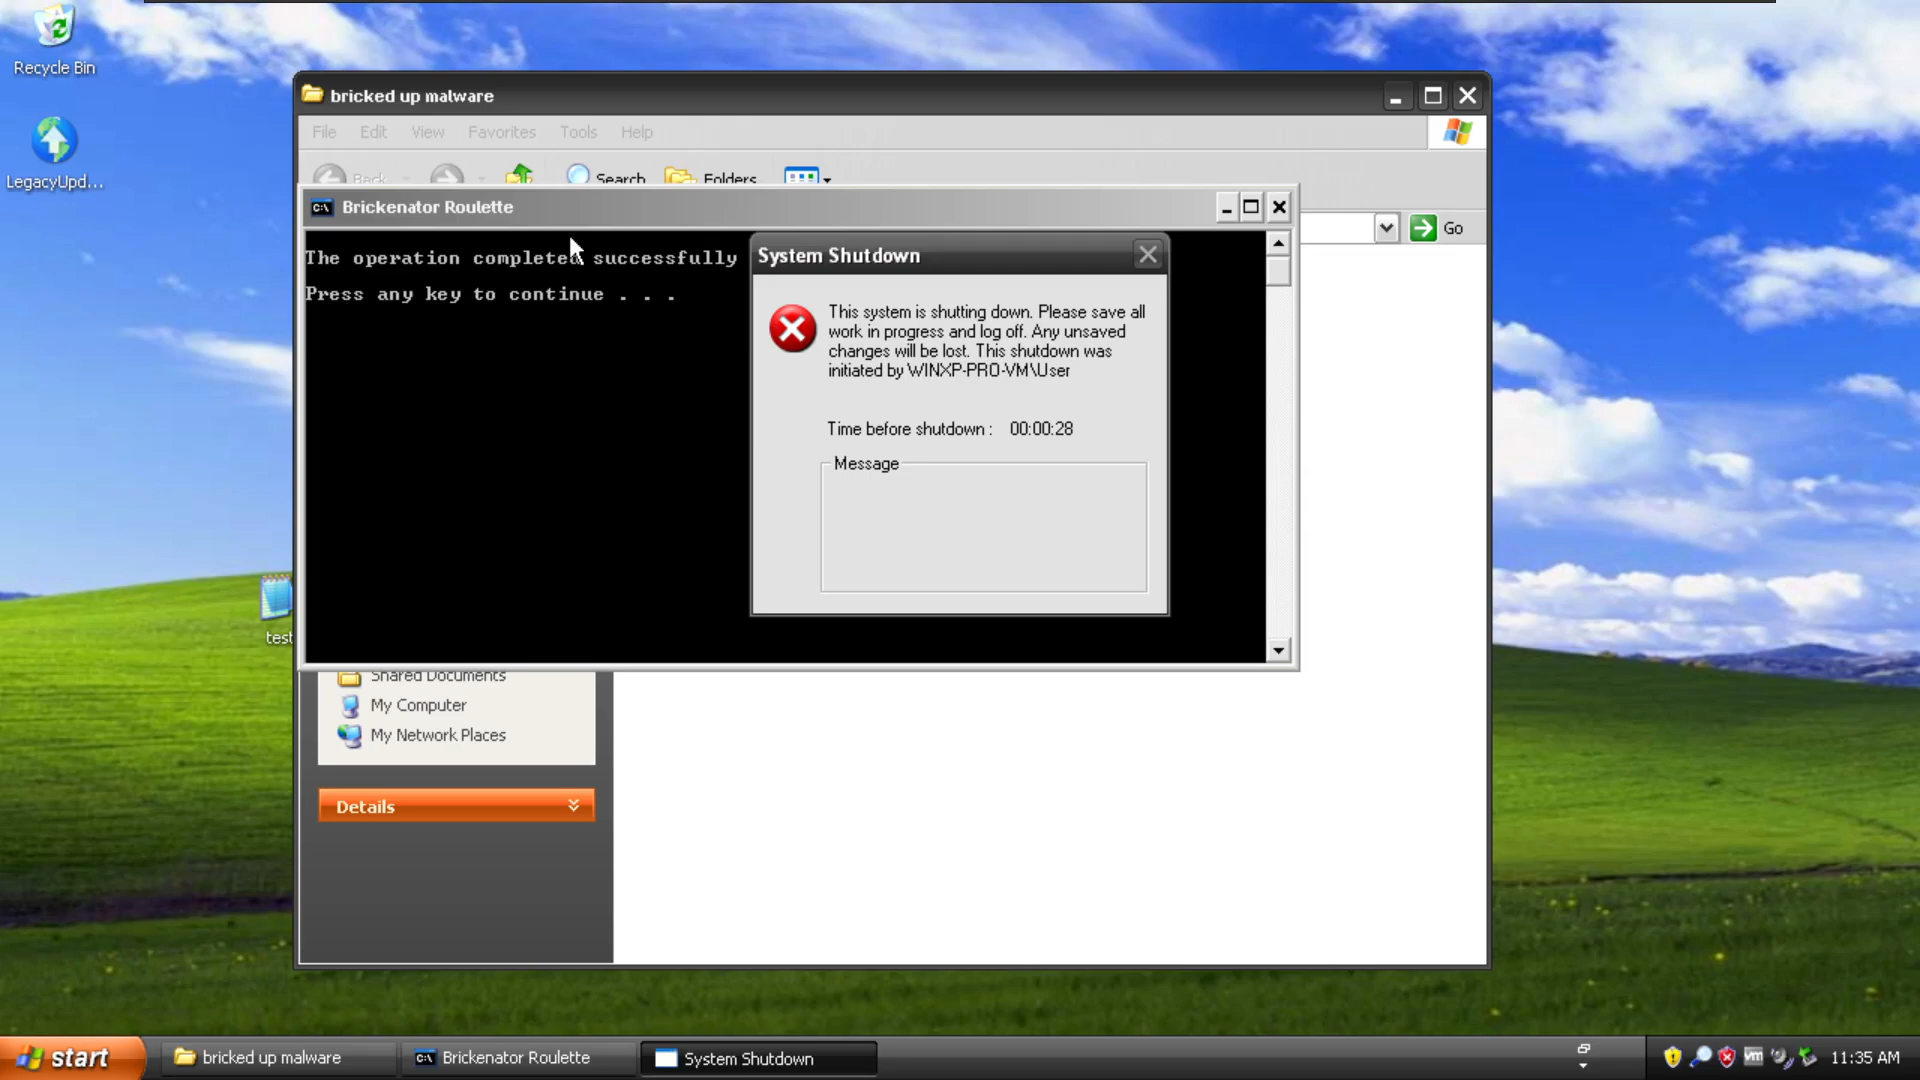 Recycle Bin
LegacyUpd...
test
bricked up malware
File Edit View Favorites Tools Help
Back Search Folders
Go
Brickenator Roulette
The operation completed successfully
Press any key to continue . . .
System Shutdown
This system is shutting down. Please save all
work in progress and log off. Any unsaved
changes will be lost. This shutdown was
initiated by WINXP-PRO-VM\User
Time before shutdown : 00:00:28
Message
Shared Documents
My Computer
My Network Places
Details
start
bricked up malware
Brickenator Roulette
System Shutdown
vm
11:35 AM